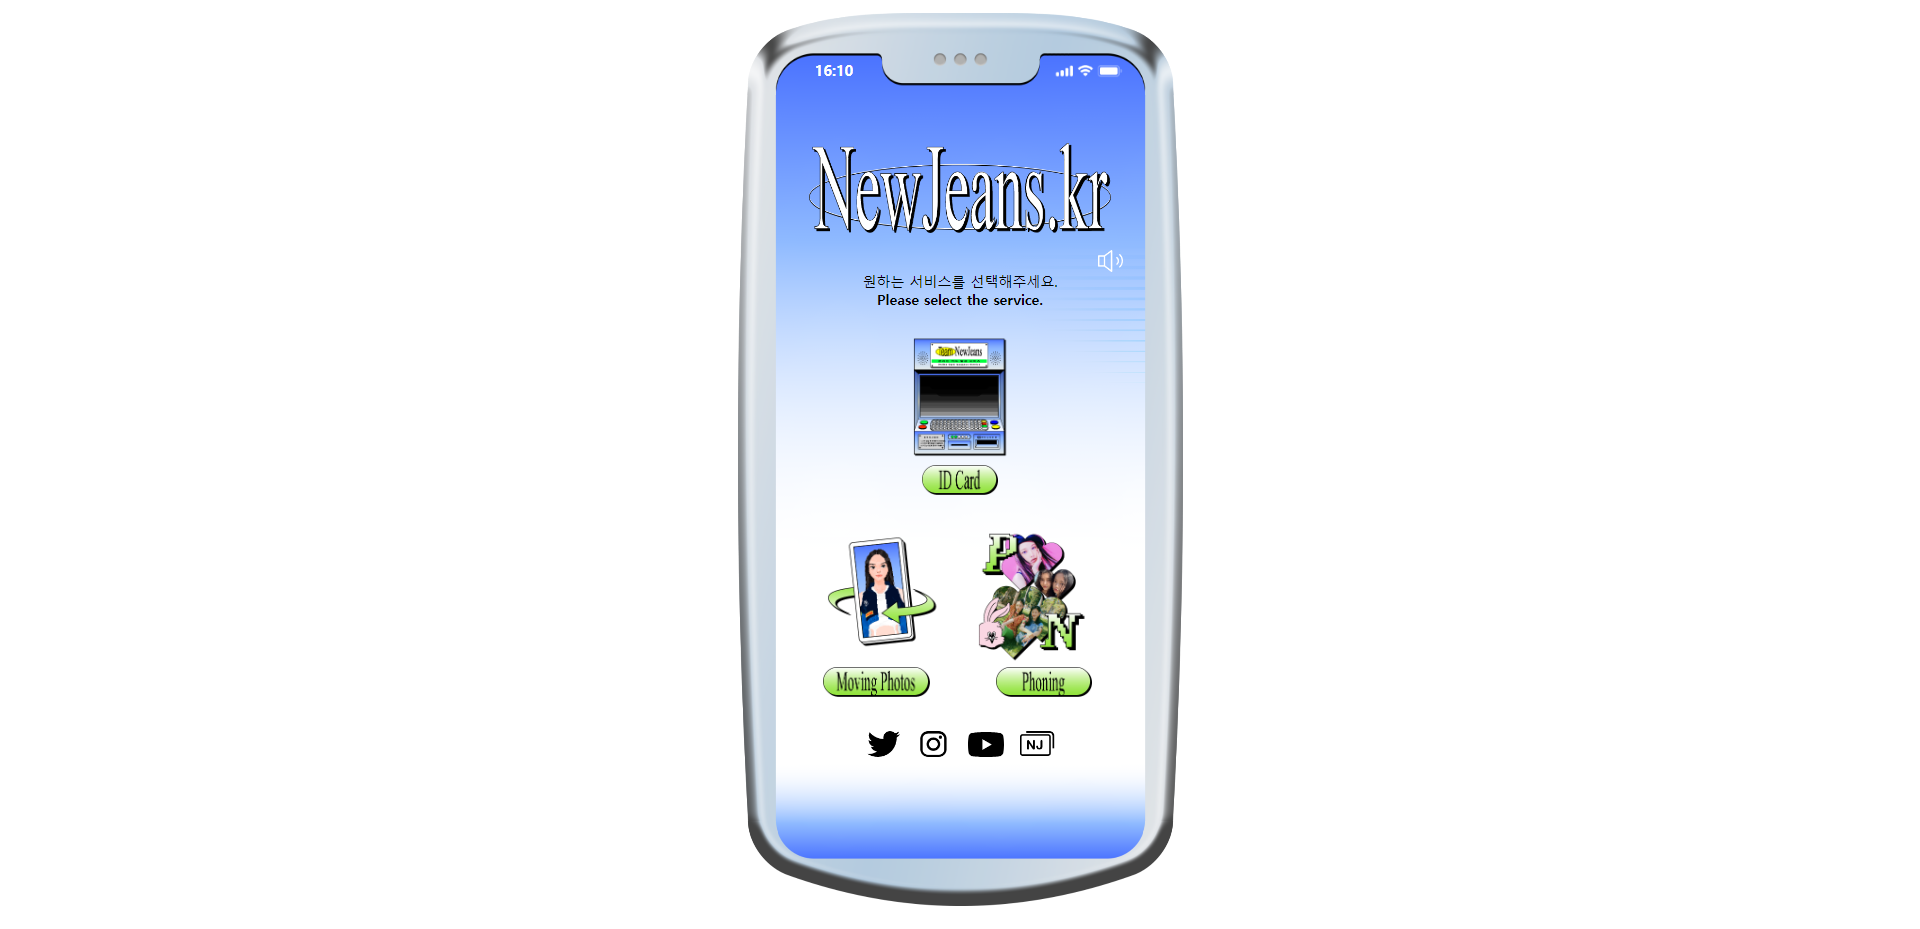 16:10
NewJeans.kr
원하는 서비스를 선택해주세요.
Please select the service.
Team NewJeans
ID Card
P
N
Moving Photos
Phoning
NJ